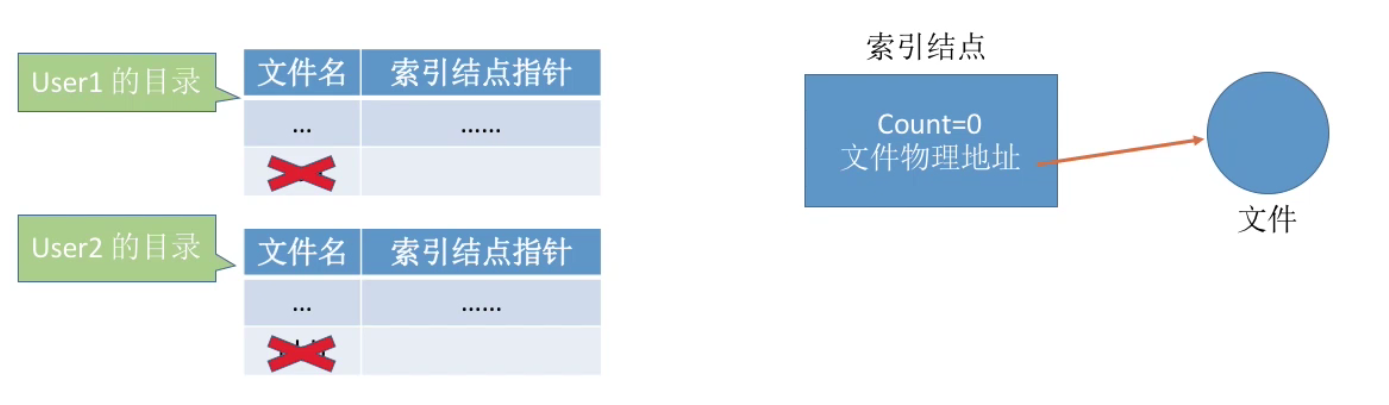 User1 的目录
文件名 索引结点指针
... ......
User2 的目录
文件名 索引结点指针
... ......
索引结点
Count=0
文件物理地址
文件